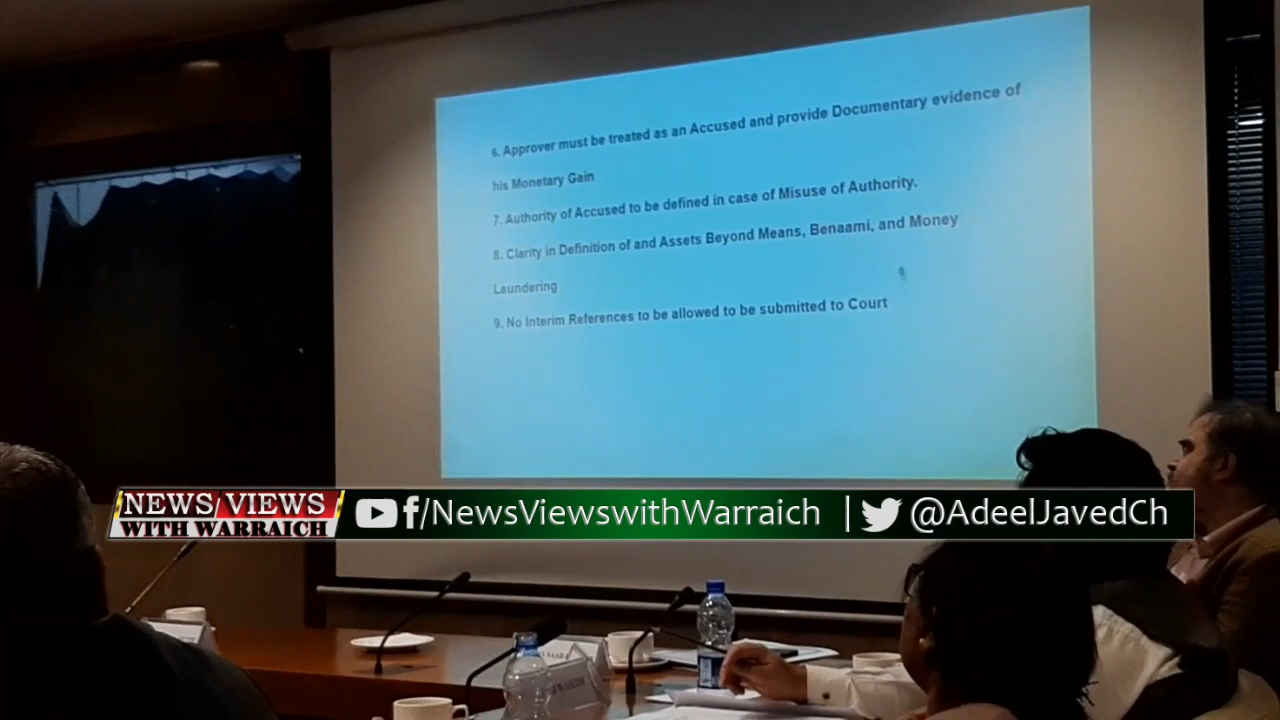 6. Approver must be treated as an Accused and provide Documentary evidence of
his Monetary Gain
7. Authority of Accused to be defined in case of Misuse of Authority.
8. Clarity in Definition of and Assets Beyond Means, Benaami, and Money
Laundering
9. No Interim References to be allowed to be submitted to Court
NEWS/VIEWS
WITH WARRAICH
/NewsViewswithWarraich | @AdeelJavedCh